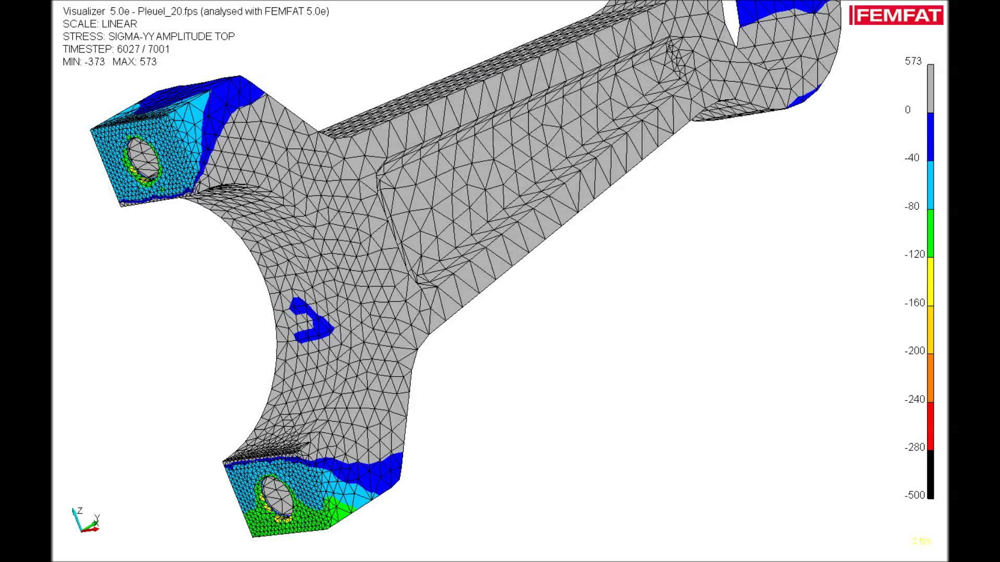 Visualizer 5.0e - Pleuel_20.fps (analysed with FEMFAT 5.0e)
SCALE: LINEAR
STRESS: SIGMA-YY AMPLITUDE TOP
TIMESTEP: 6027 / 7001
MIN: -373 MAX: 573
FEMFAT
573
0
-40
-80
-120
-160
-200
-240
-280
-500
Z
Y
X
2 fps